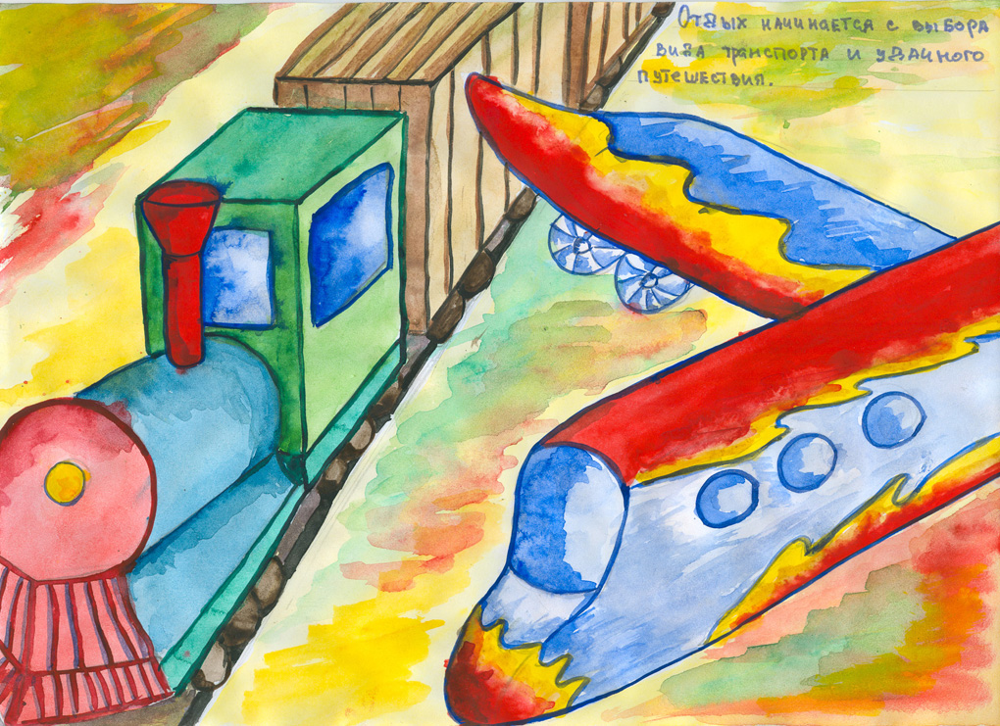 Отдых начинается с выбора
вида транспорта и удачного
путешествия.